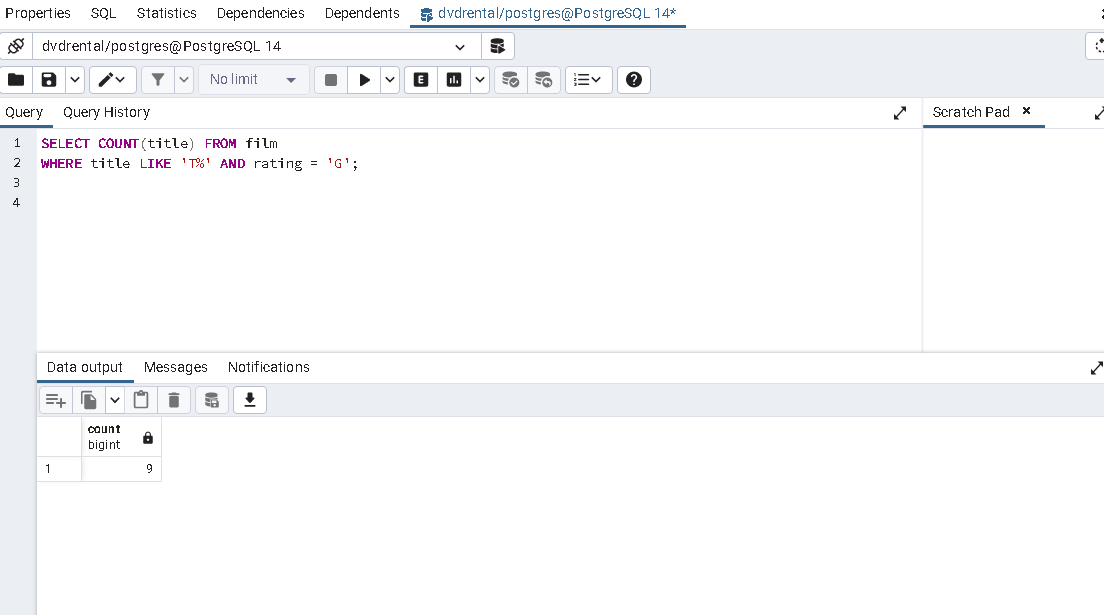 Properties SQL Statistics Dependencies Dependents dvdrental/postgres@PostgreSQL 14*
dvdrental/postgres@PostgreSQL 14
No limit E
Query Query History Scratch Pad
1 SELECT COUNT(title) FROM film
2 WHERE title LIKE 'T%' AND rating = 'G';
3
4
Data output Messages Notifications
count
bigint
1 9